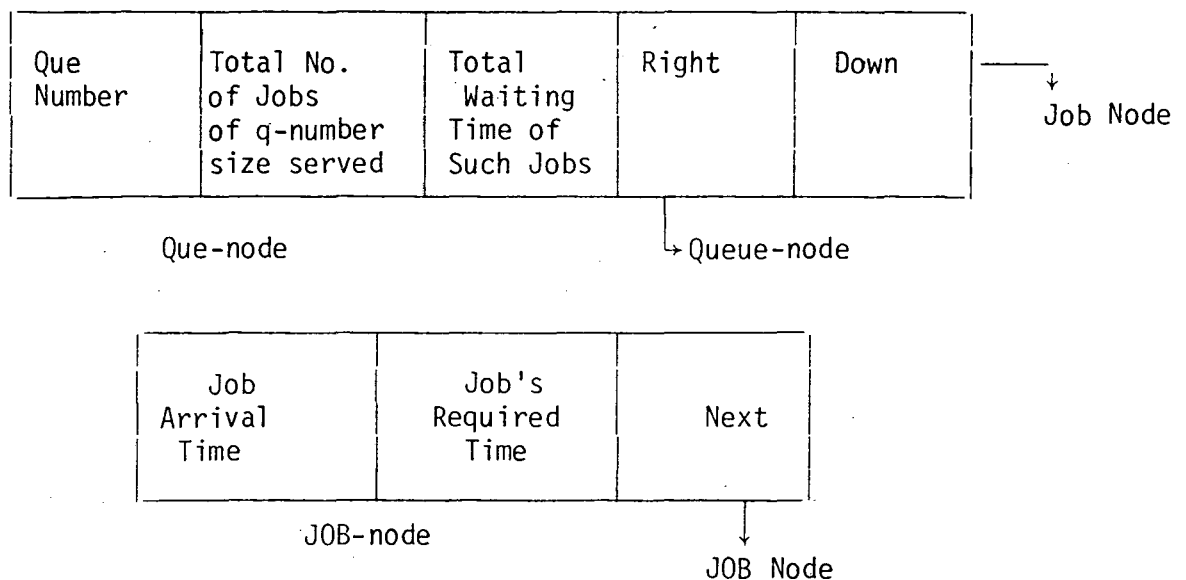 Que Number
Total No. of Jobs of q-number size served
Total Waiting Time of Such Jobs
Right
Down
Job Node
Que-node
Queue-node
Job Arrival Time
Job's Required Time
Next
JOB-node
JOB Node